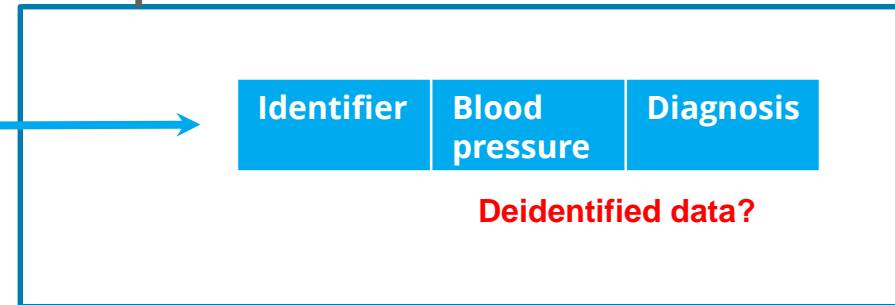 Identifier
Blood
pressure
Diagnosis
Deidentified data?